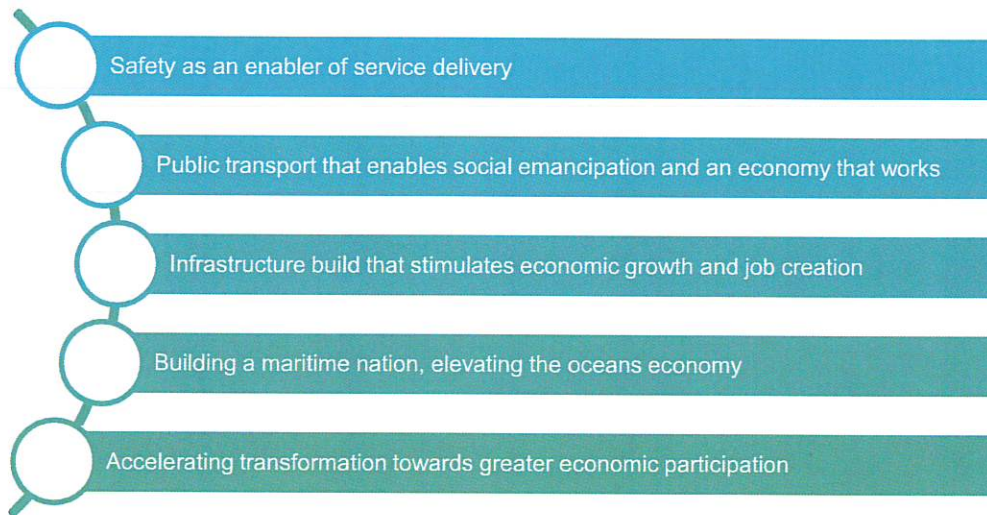 Safety as an enabler of service delivery
Public transport that enables social emancipation and an economy that works
Infrastructure build that stimulates economic growth and job creation
Building a maritime nation, elevating the oceans economy
Accelerating transformation towards greater economic participation